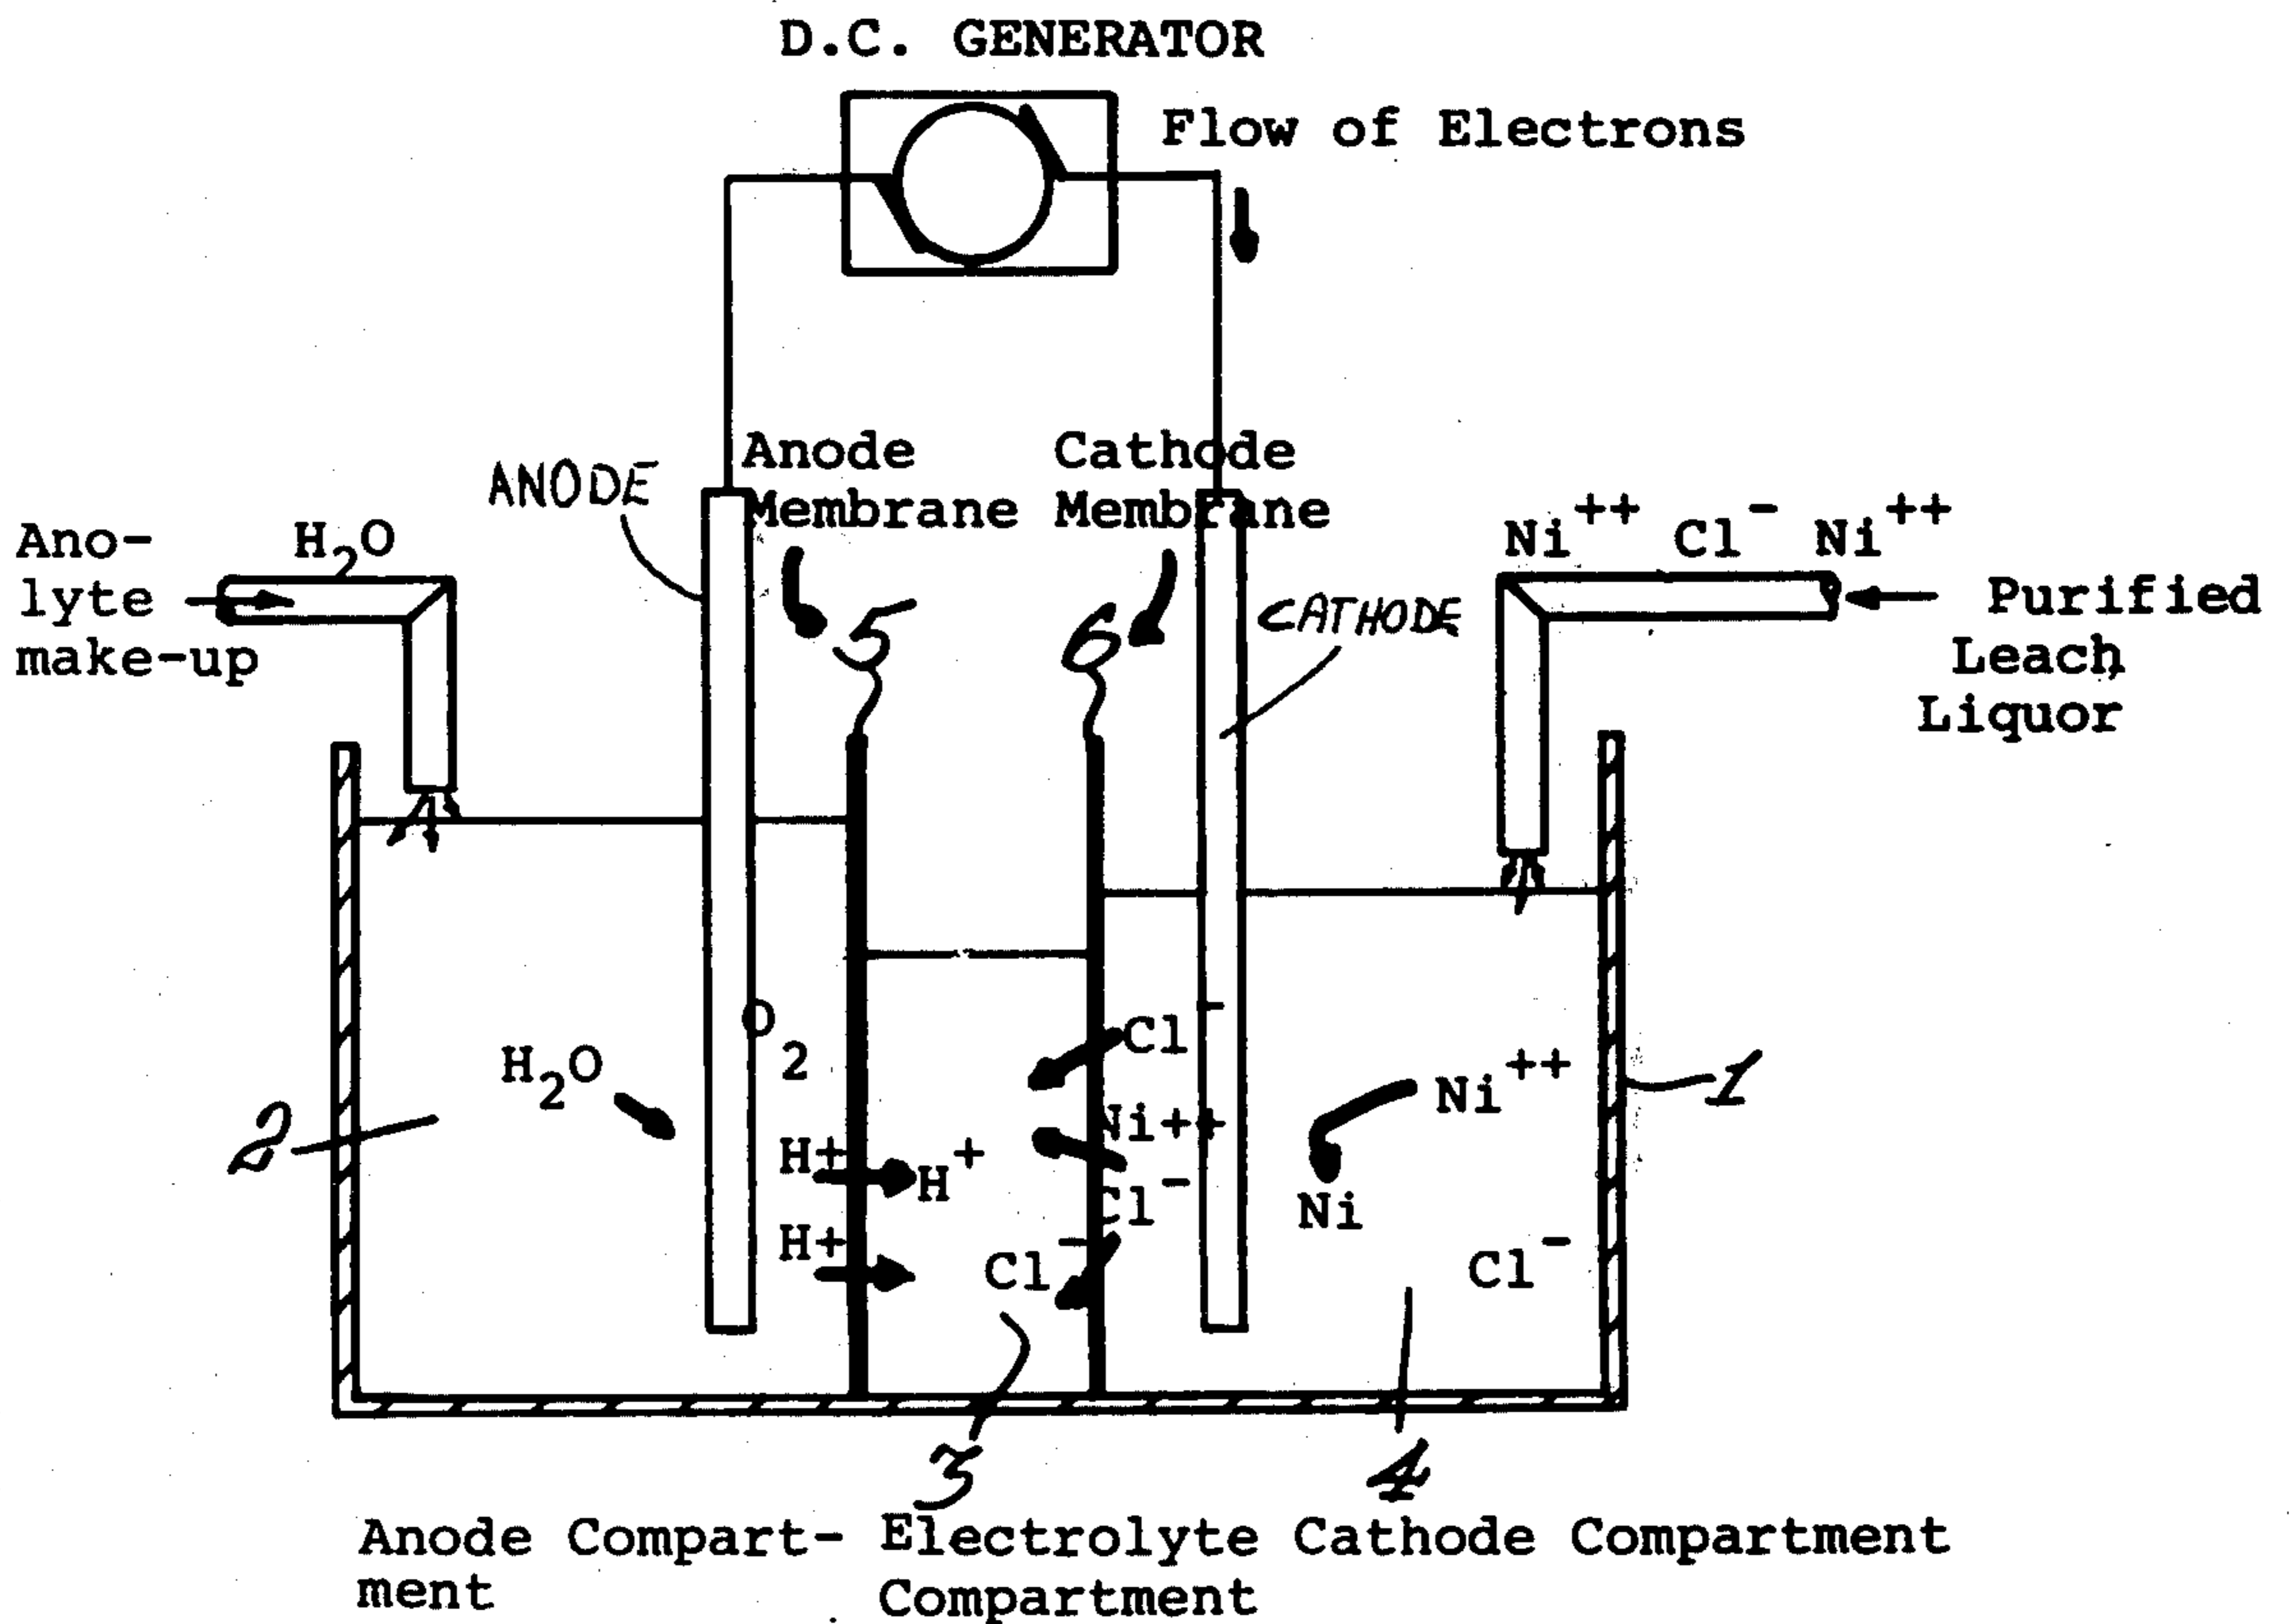 D.C. GENERATOR
Flow of Electrons
Anode
Membrane
Cathode
Membrane
ANODE
CATHODE
Ano-
lyte
make-up
H₂O
Ni⁺⁺ Cl⁻ Ni⁺⁺
Purified
Leach
Liquor
5
6
O₂
H₂O
H+
H⁺
H+
Cl⁻
Ni++
Cl⁻
Cl⁻
Ni⁺⁺
Ni
Cl⁻
1
2
3
4
Anode Compart-
ment
Electrolyte
Compartment
Cathode Compartment